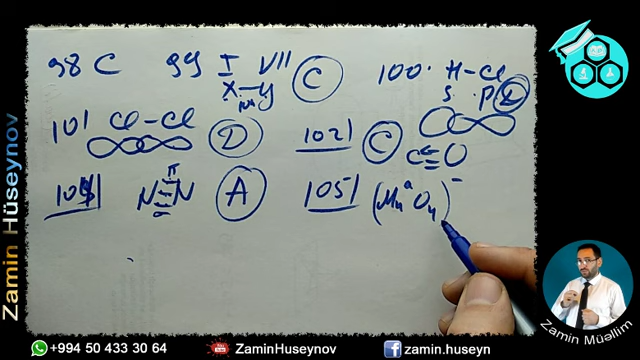 98 C 99 I VII C 100. H-Cl
X-Y S P D
101 Cl-Cl D 102 C C≡O
104 N≡N π A 105 (MnᵃO₄)⁻
Zamin Hüseynov
Zamin Müəllim
+994 50 433 30 64 ZaminHuseynov zamin.huseyn